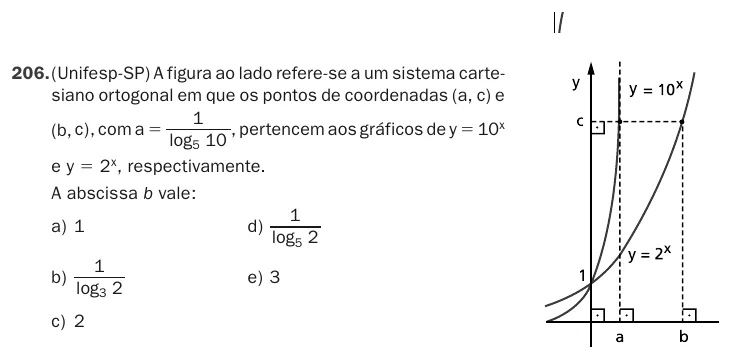 206.(Unifesp-SP) A figura ao lado refere-se a um sistema carte-
siano ortogonal em que os pontos de coordenadas (a, c) e
(b, c), com a = 1/log₅ 10, pertencem aos gráficos de y = 10ˣ
e y = 2ˣ, respectivamente.
A abscissa b vale:
a) 1
b) 1/log₃ 2
c) 2
d) 1/log₅ 2
e) 3
y
y = 10ˣ
c
y = 2ˣ
1
a
b